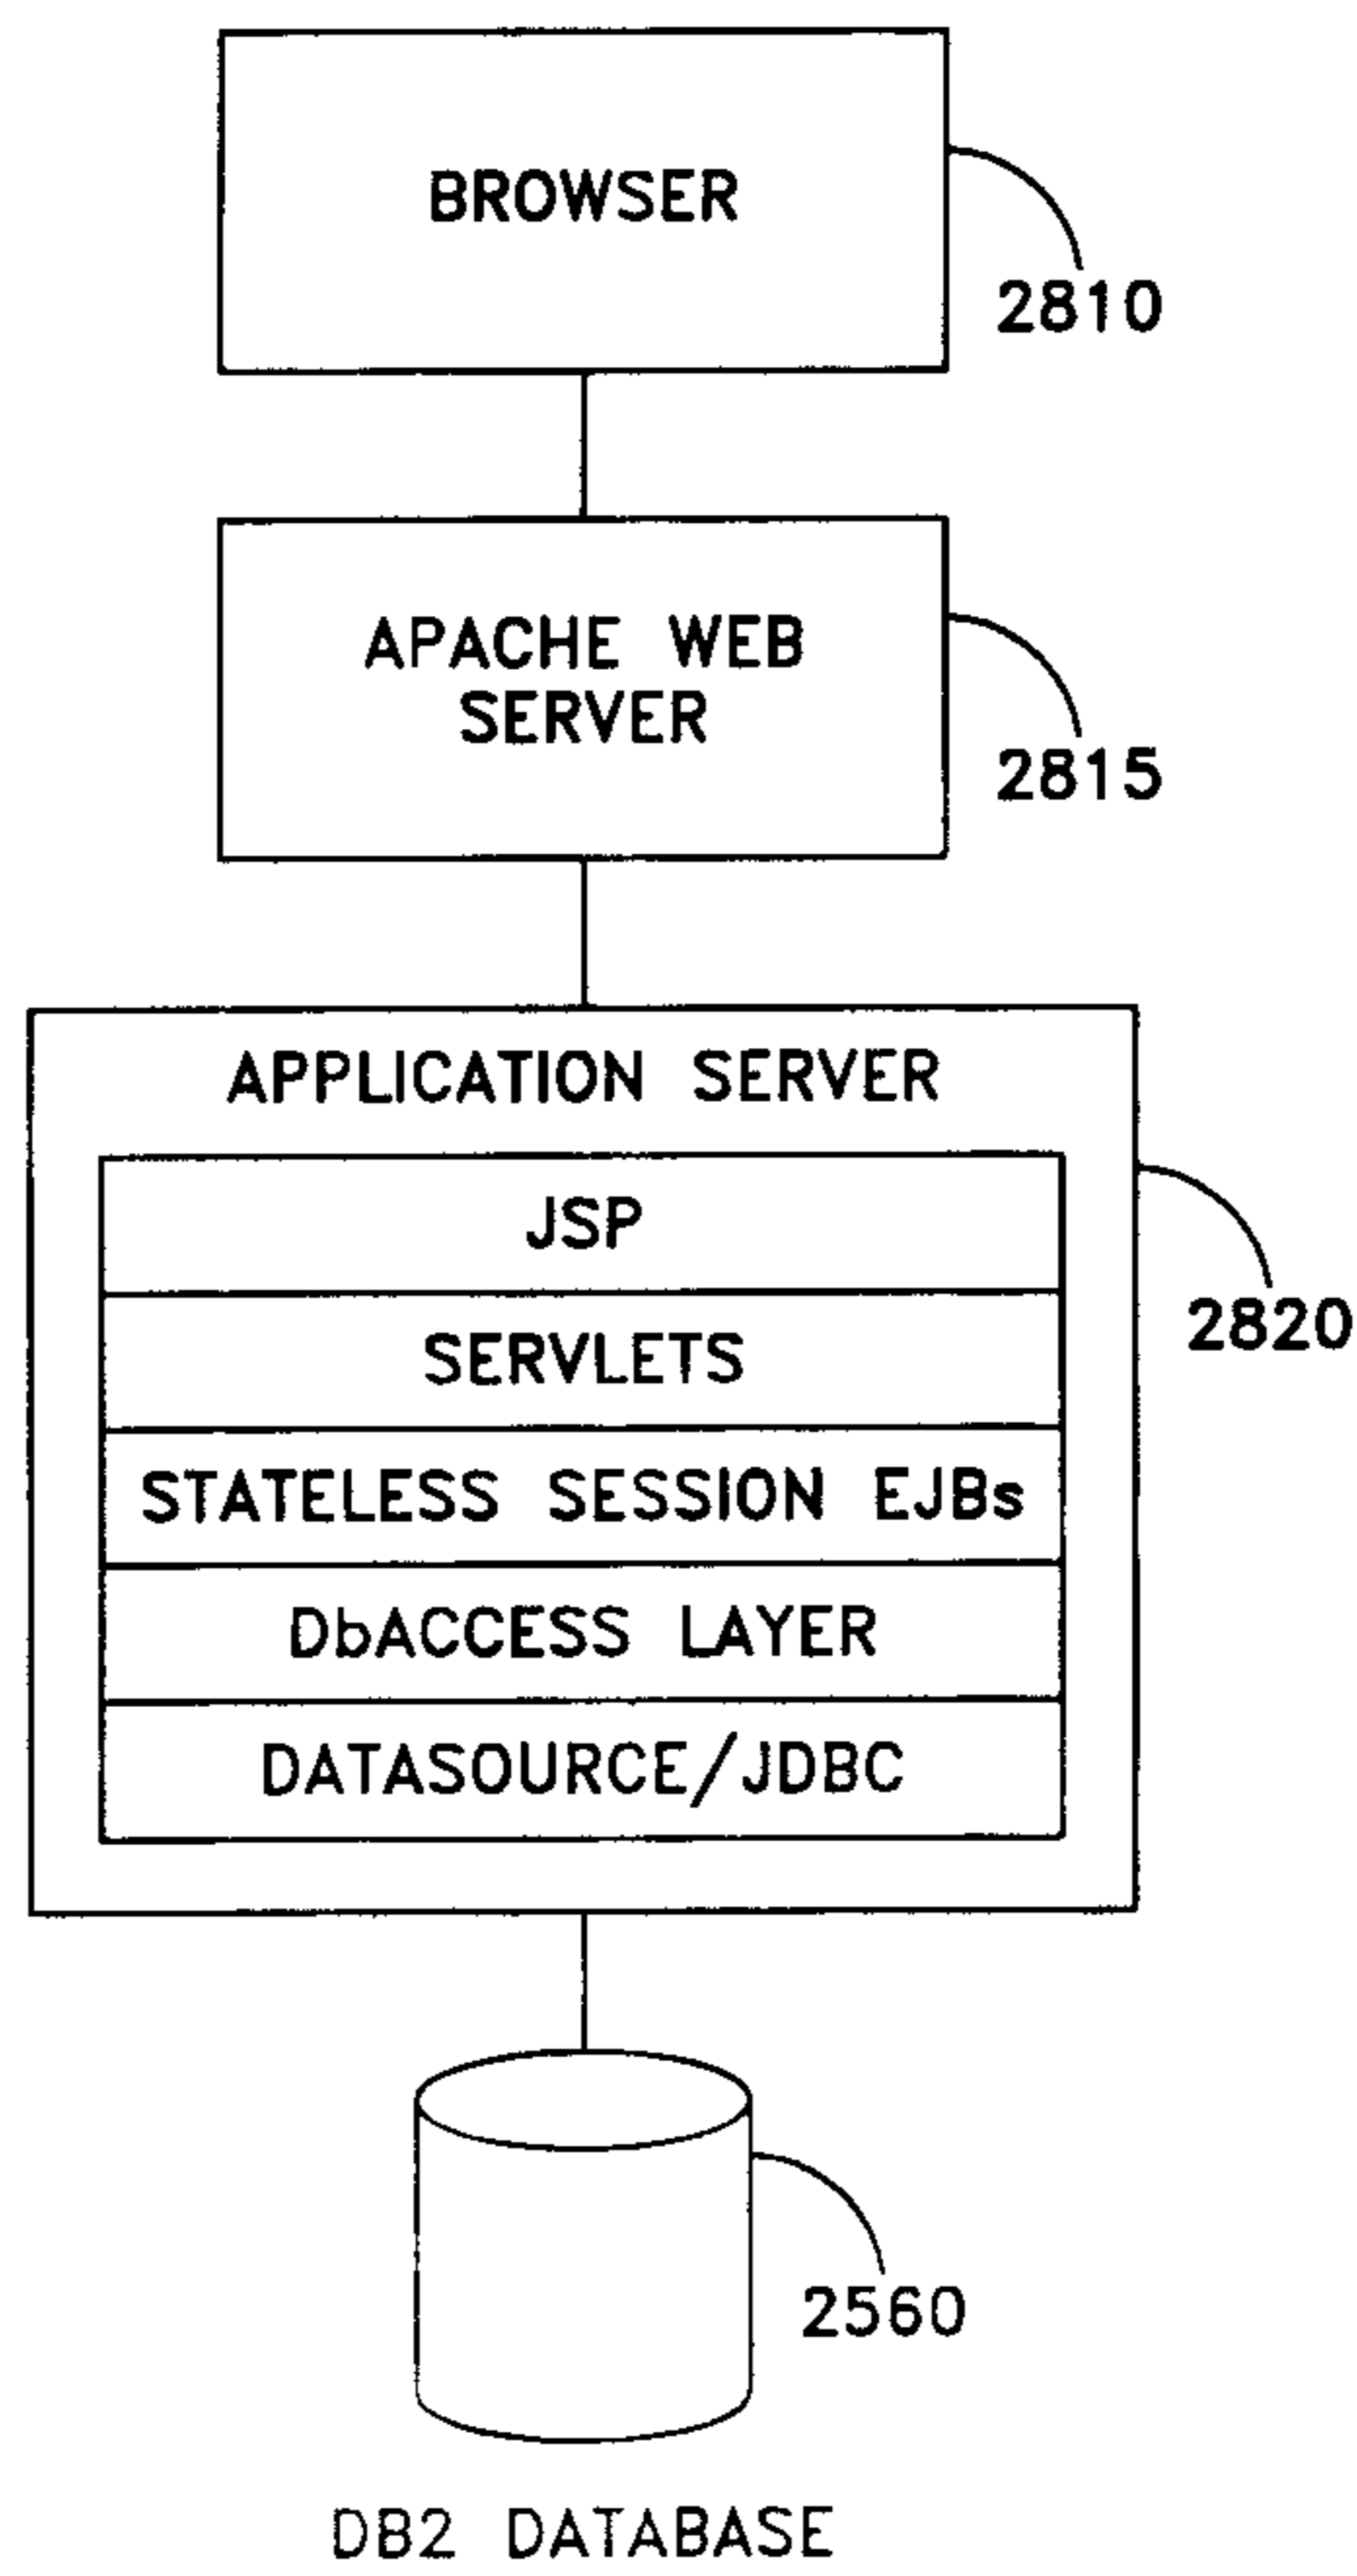 BROWSER
2810
APACHE WEB
SERVER
2815
APPLICATION SERVER
JSP
2820
SERVLETS
STATELESS SESSION EJBs
DbACCESS LAYER
DATASOURCE/JDBC
2560
DB2 DATABASE